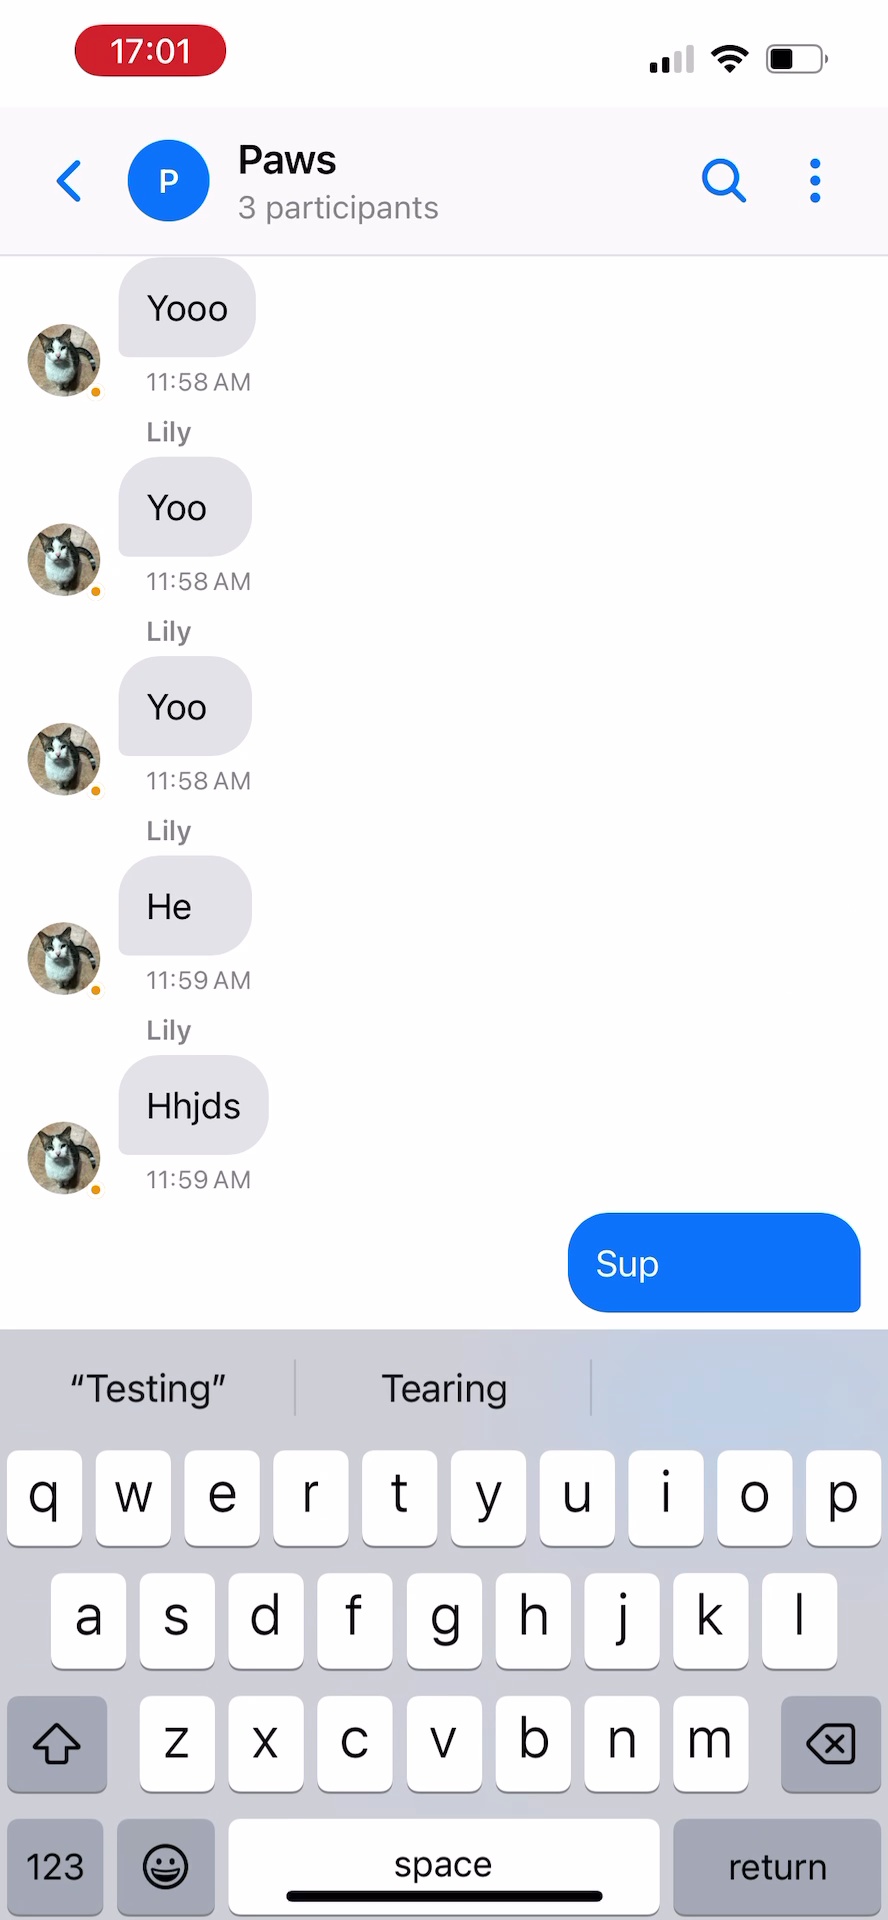 17:01
P
Paws
3 participants
Yooo
11:58 AM
Lily
Yoo
11:58 AM
Lily
Yoo
11:58 AM
Lily
He
11:59 AM
Lily
Hhjds
11:59 AM
Sup
“Testing” Tearing
q w e r t y u i o p
a s d f g h j k l
z x c v b n m
123 space return